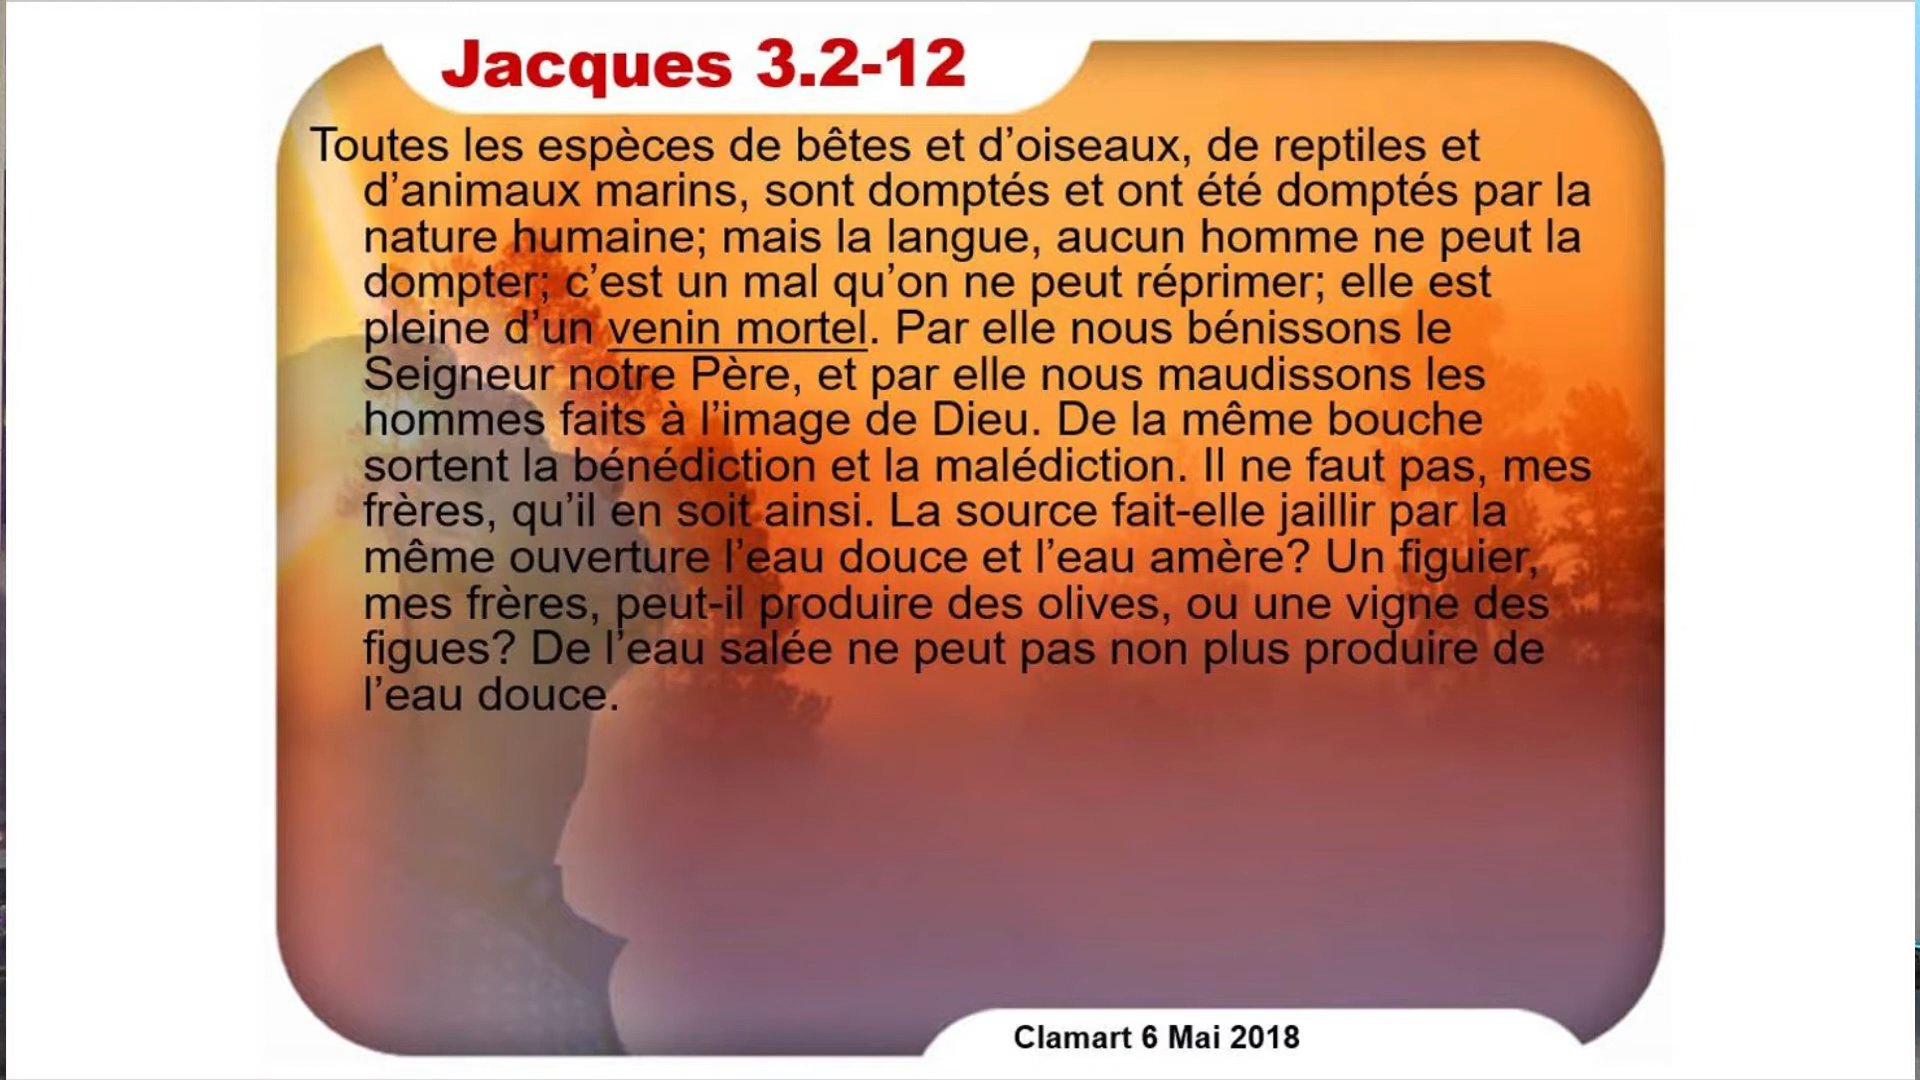 Jacques 3.2-12
Toutes les espèces de bêtes et d’oiseaux, de reptiles et
d’animaux marins, sont domptés et ont été domptés par la
nature humaine; mais la langue, aucun homme ne peut la
dompter; c’est un mal qu’on ne peut réprimer; elle est
pleine d’un venin mortel. Par elle nous bénissons le
Seigneur notre Père, et par elle nous maudissons les
hommes faits à l’image de Dieu. De la même bouche
sortent la bénédiction et la malédiction. Il ne faut pas, mes
frères, qu’il en soit ainsi. La source fait-elle jaillir par la
même ouverture l’eau douce et l’eau amère? Un figuier,
mes frères, peut-il produire des olives, ou une vigne des
figues? De l’eau salée ne peut pas non plus produire de
l’eau douce.
Clamart 6 Mai 2018